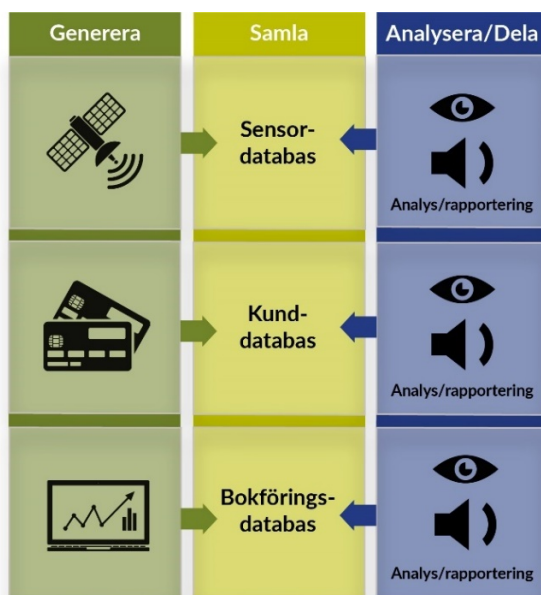 Generera
Samla
Analysera/Dela
Sensor-
databas
Analys/rapportering
Kund-
databas
Analys/rapportering
Bokförings-
databas
Analys/rapportering